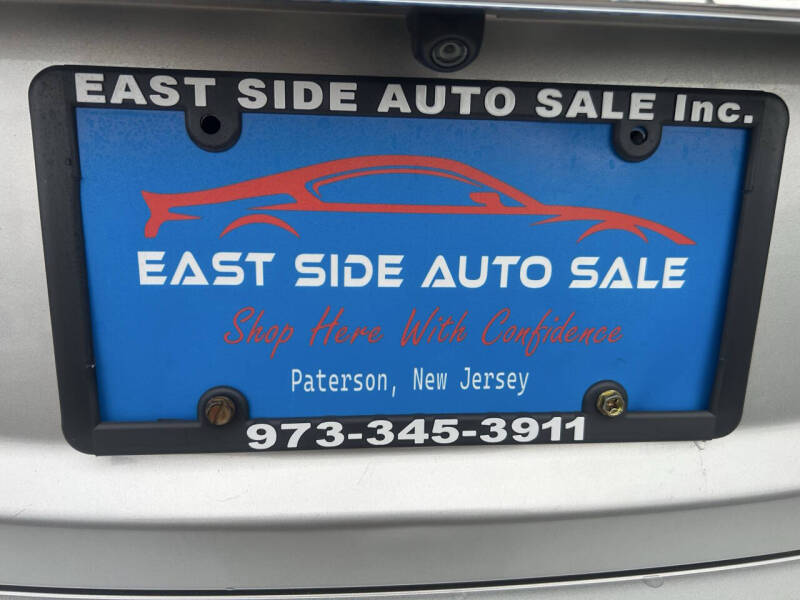 EAST SIDE AUTO SALE Inc.
EAST SIDE AUTO SALE
Shop Here With Confidence
Paterson, New Jersey
973-345-3911